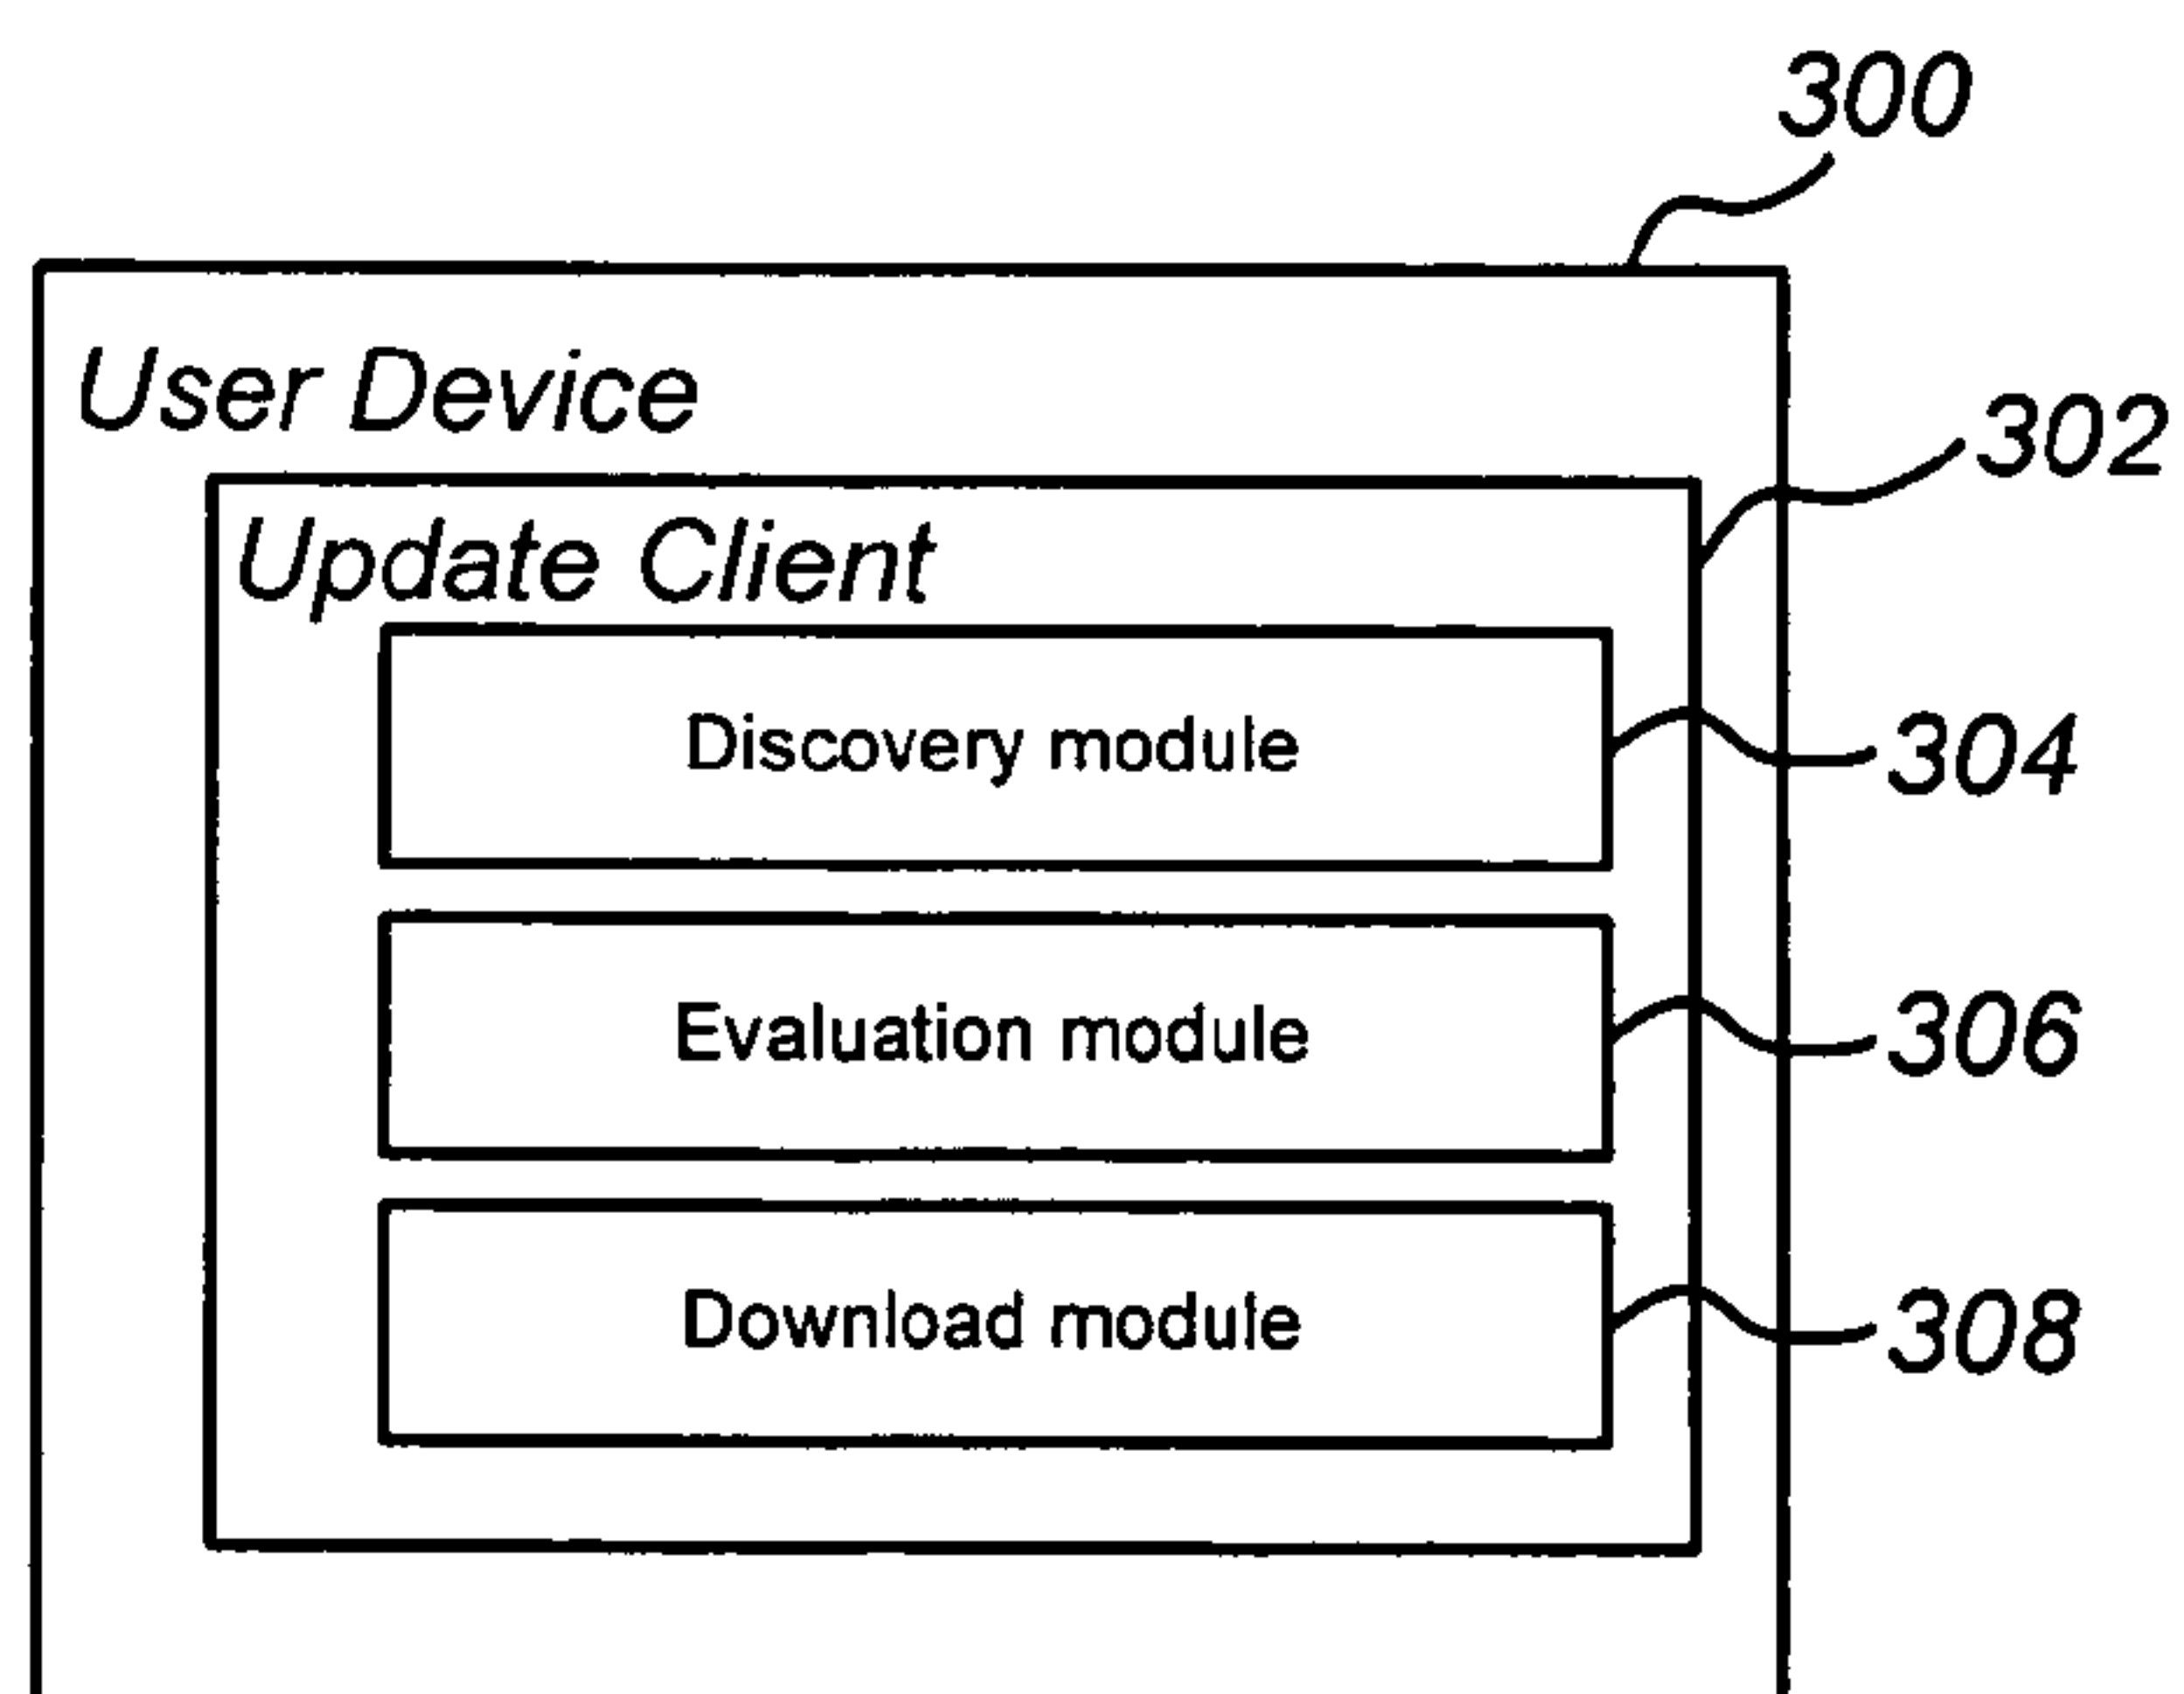 300
User Device
302
Update Client
Discovery module
304
Evaluation module
306
Download module
308